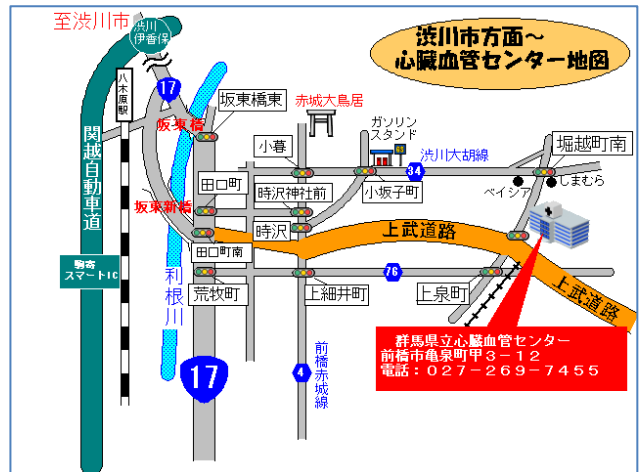 至渋川市
渋川
伊香保
渋川市方面～
心臓血管センター地図
八木原駅
17
坂東橋東
赤城大鳥居
ガソリン
スタンド
坂東橋
小暮
渋川大胡線
34
堀越町南
関越自動車道
田口町
時沢神社前
小坂子町
ベイシア
しまむら
坂東新橋
時沢
上武道路
田口町南
駒寄
スマートIC
利根川
荒牧町
上細井町
76
上泉町
上武道路
17
前橋赤城線
4
群馬県立心臓血管センター
前橋市亀泉町甲３－１２
電話：０２７－２６９－７４５５